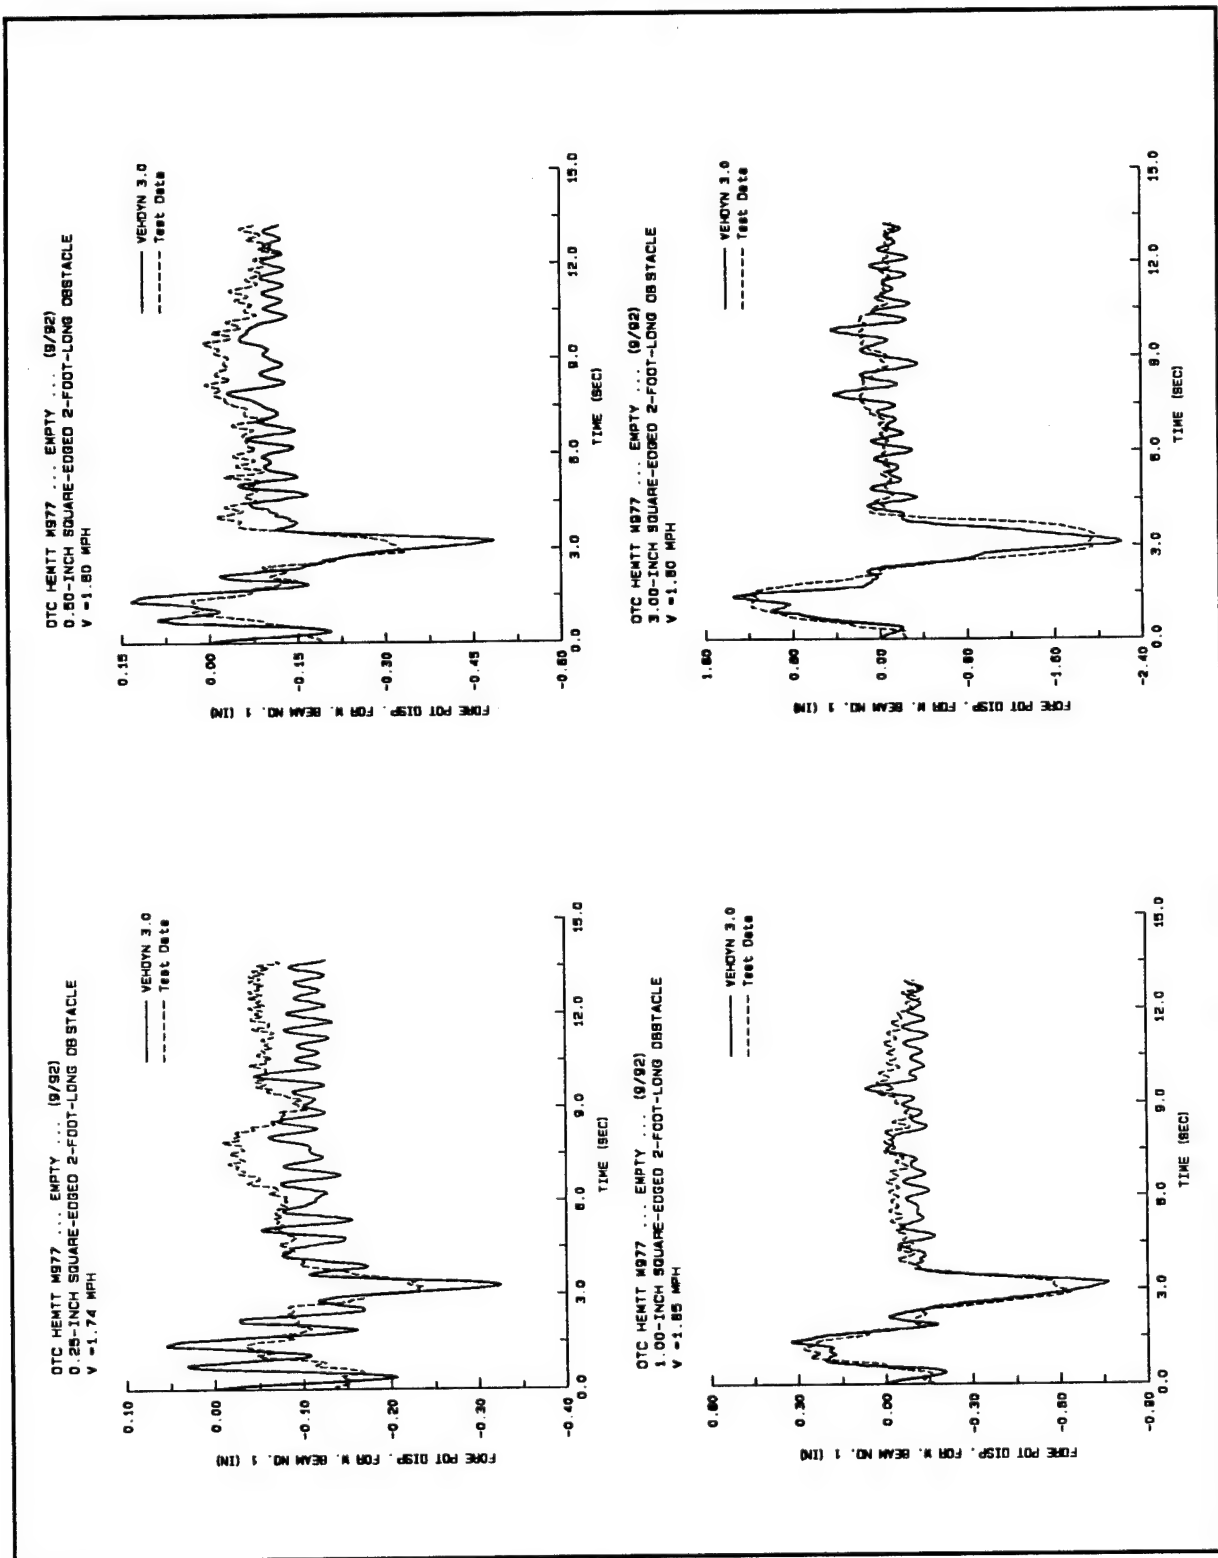 OTC HEMTT M977 ... EMPTY ... (9/92)
0.25-INCH SQUARE-EDGED 2-FOOT-LONG OBSTACLE
V =1.74 MPH
VEHDYN 3.0
Test Data
0.10
0.00
-0.10
-0.20
-0.30
-0.40
FORE POT DISP. FOR W. BEAM NO. 1 (IN)
0.0 3.0 6.0 9.0 12.0 15.0
TIME (SEC)
OTC HEMTT M977 ... EMPTY ... (9/92)
0.50-INCH SQUARE-EDGED 2-FOOT-LONG OBSTACLE
V =1.80 MPH
VEHDYN 3.0
Test Data
0.15
0.00
-0.15
-0.30
-0.45
-0.60
FORE POT DISP. FOR W. BEAM NO. 1 (IN)
0.0 3.0 6.0 9.0 12.0 15.0
TIME (SEC)
OTC HEMTT M977 ... EMPTY ... (9/92)
1.00-INCH SQUARE-EDGED 2-FOOT-LONG OBSTACLE
V =1.85 MPH
VEHDYN 3.0
Test Data
0.60
0.30
0.00
-0.30
-0.60
-0.90
FORE POT DISP. FOR W. BEAM NO. 1 (IN)
0.0 3.0 6.0 9.0 12.0 15.0
TIME (SEC)
OTC HEMTT M977 ... EMPTY ... (9/92)
3.00-INCH SQUARE-EDGED 2-FOOT-LONG OBSTACLE
V =1.80 MPH
VEHDYN 3.0
Test Data
1.60
0.80
0.00
-0.80
-1.60
-2.40
FORE POT DISP. FOR W. BEAM NO. 1 (IN)
0.0 3.0 6.0 9.0 12.0 15.0
TIME (SEC)